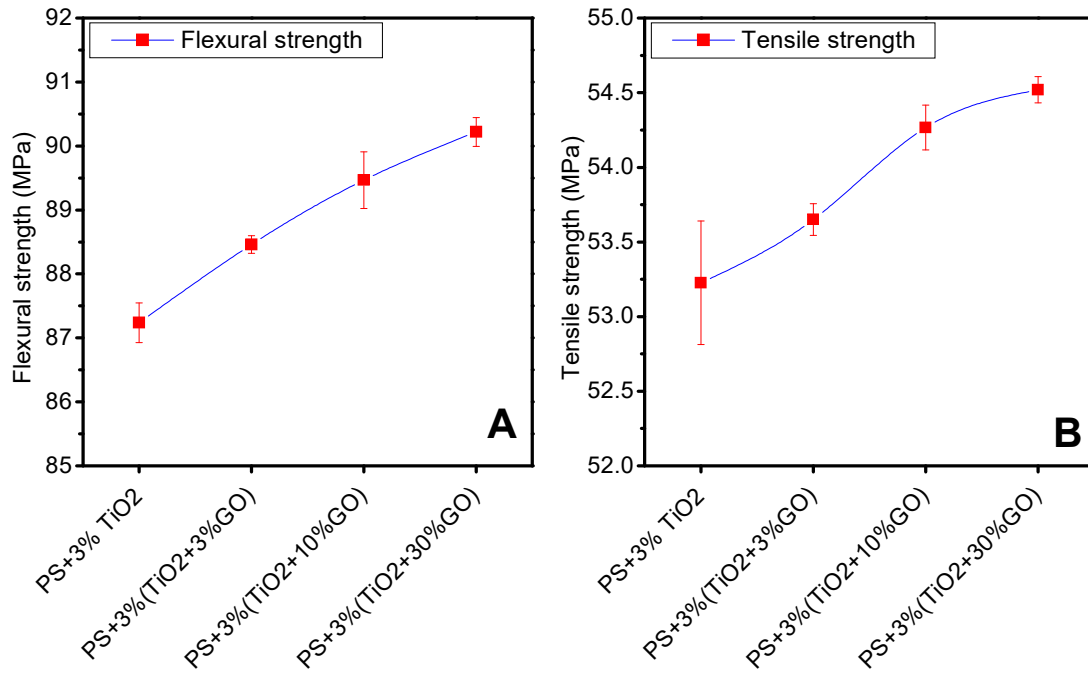 Flexural strength
Flexural strength (MPa)
92
91
90
89
88
87
86
85
A
PS+3% TiO2
PS+3%(TiO2+3%GO)
PS+3%(TiO2+10%GO)
PS+3%(TiO2+30%GO)
Tensile strength
Tensile strength (MPa)
55.0
54.5
54.0
53.5
53.0
52.5
52.0
B
PS+3% TiO2
PS+3%(TiO2+3%GO)
PS+3%(TiO2+10%GO)
PS+3%(TiO2+30%GO)